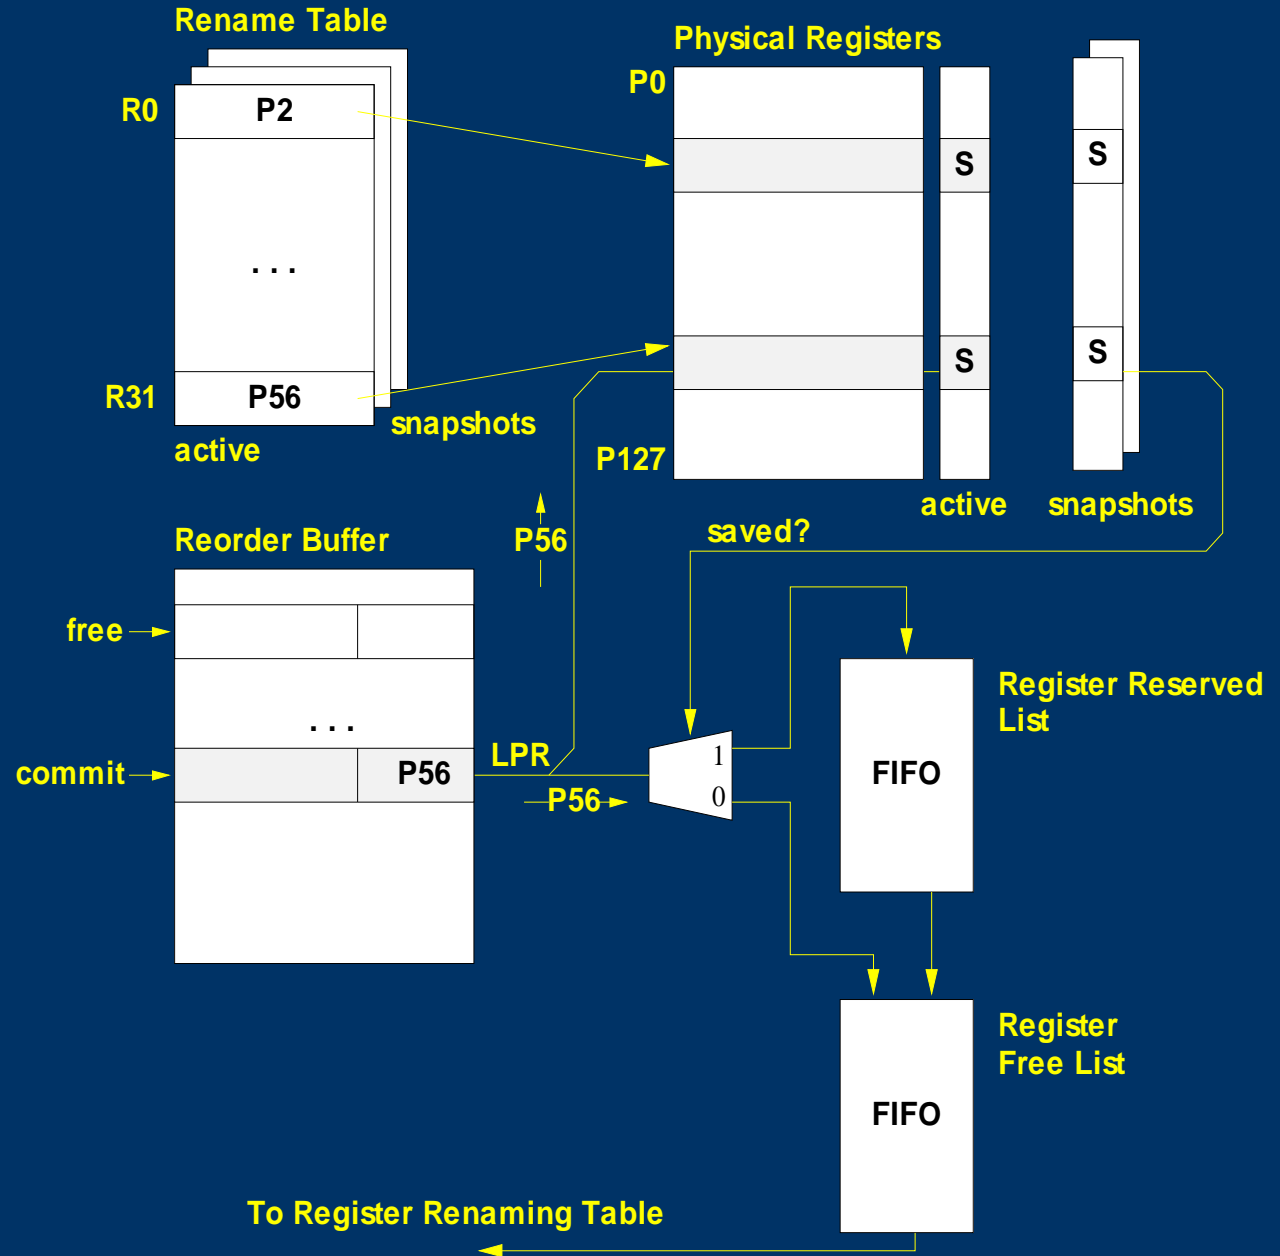 Rename Table
Physical Registers
P0
R0
P2
S
S
. . .
R31
P56
S
S
snapshots
active
P127
active
snapshots
saved?
P56
Reorder Buffer
free
Register Reserved
List
. . .
LPR
1
commit
P56
FIFO
P56
0
Register
Free List
FIFO
To Register Renaming Table